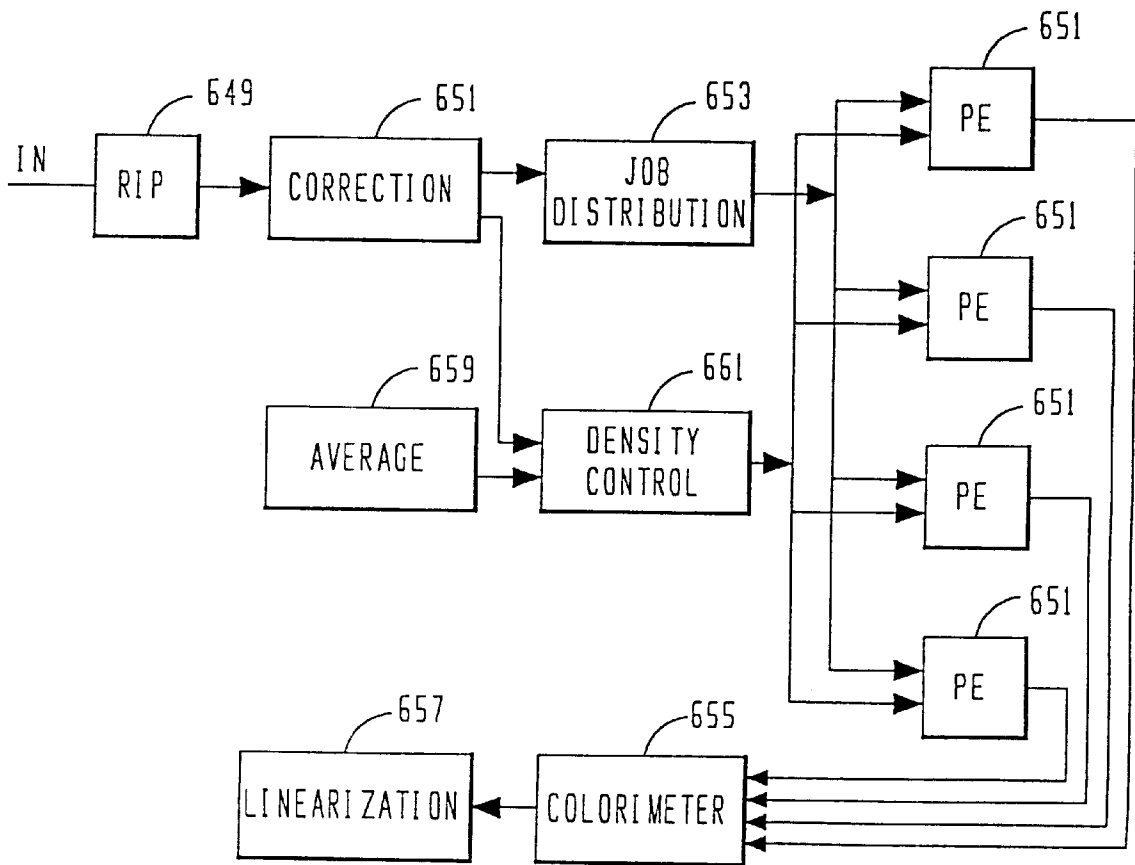 651
649
651
653
IN
RIP
CORRECTION
JOB
DISTRIBUTION
PE
651
PE
659
661
651
AVERAGE
DENSITY
CONTROL
PE
651
PE
657
655
LINEARIZATION
COLORIMETER